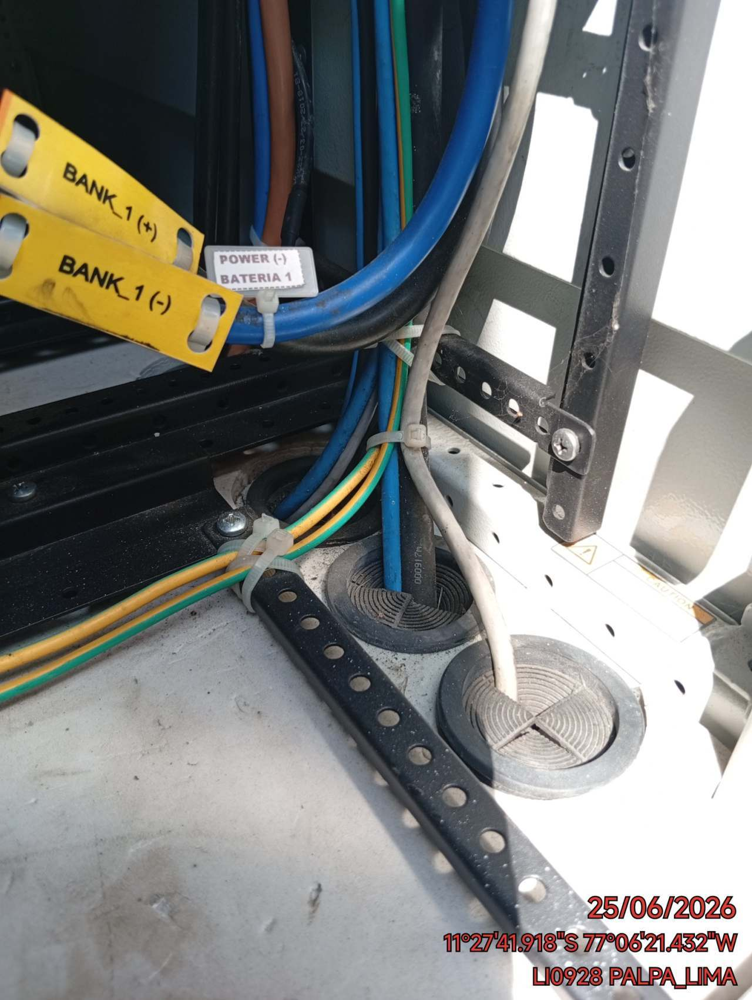 BANK_1 (+)
BANK_1 (-)
POWER (-)
BATERIA 1
000917m
CAUTION
25/06/2026
11°27'41.918"S 77°06'21.432"W
LI0928 PALPA_LIMA